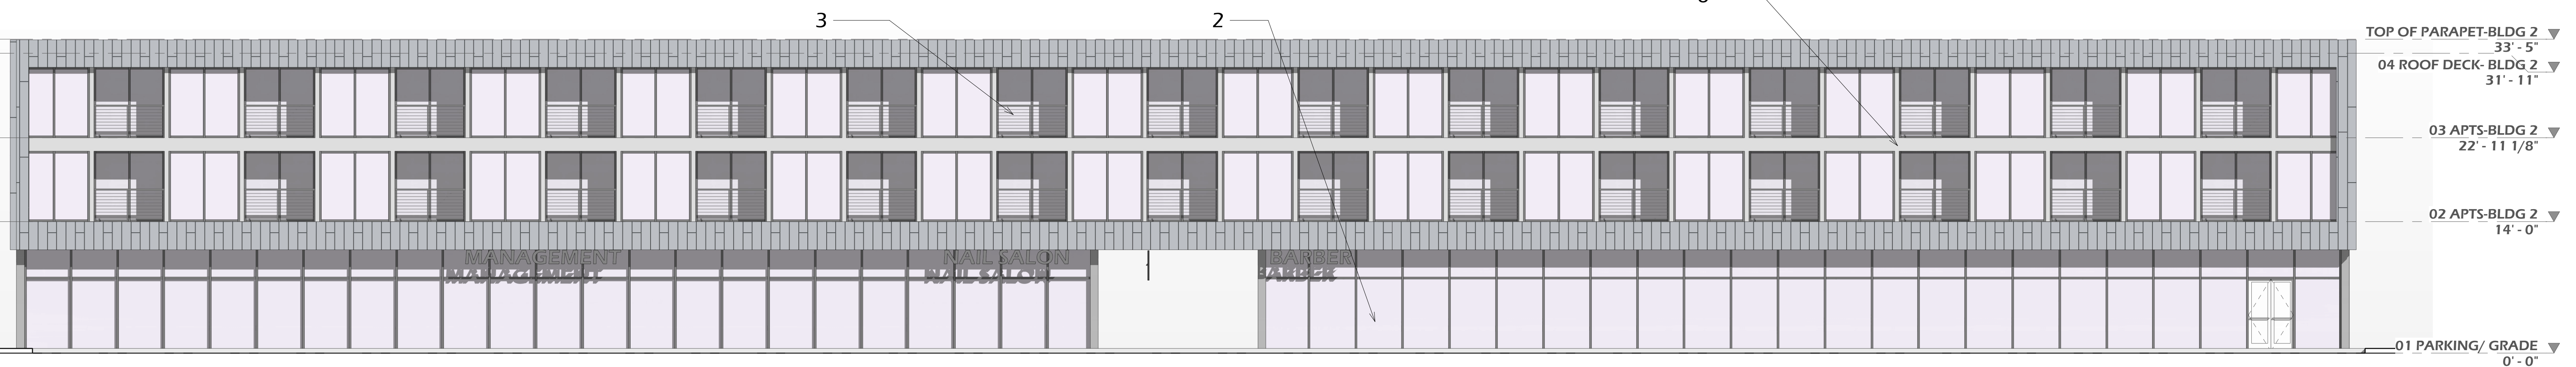 3
2
TOP OF PARAPET-BLDG 2
33' - 5"
04 ROOF DECK- BLDG 2
31' - 11"
03 APTS-BLDG 2
22' - 11 1/8"
02 APTS-BLDG 2
14' - 0"
MANAGEMENT
NAIL SALON
BARBER
01 PARKING/ GRADE
0' - 0"